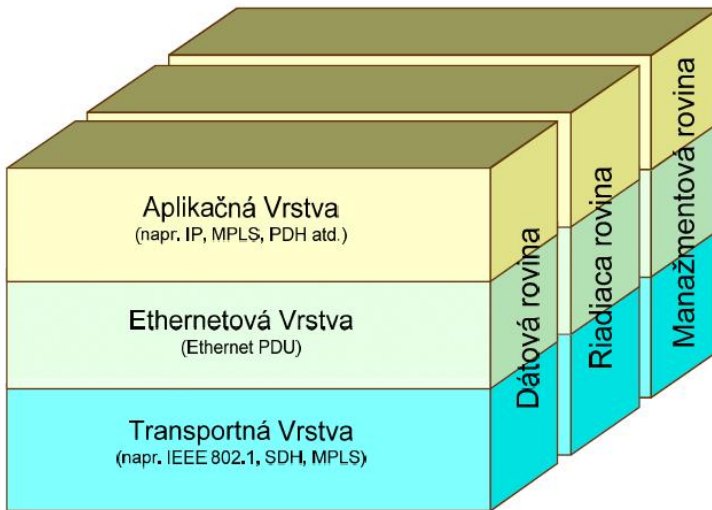 Aplikačná Vrstva
(napr. IP, MPLS, PDH atd.)
Ethernetová Vrstva
(Ethernet PDU)
Transportná Vrstva
(napr. IEEE 802.1, SDH, MPLS)
Dátová rovina
Riadiaca rovina
Manažmentová rovina